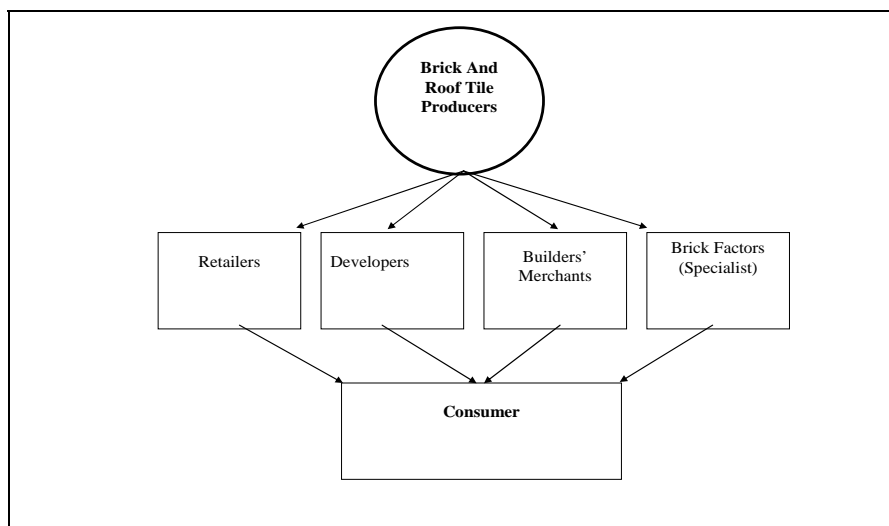 Brick And
Roof Tile
Producers
Retailers
Developers
Builders’
Merchants
Brick Factors
(Specialist)
Consumer